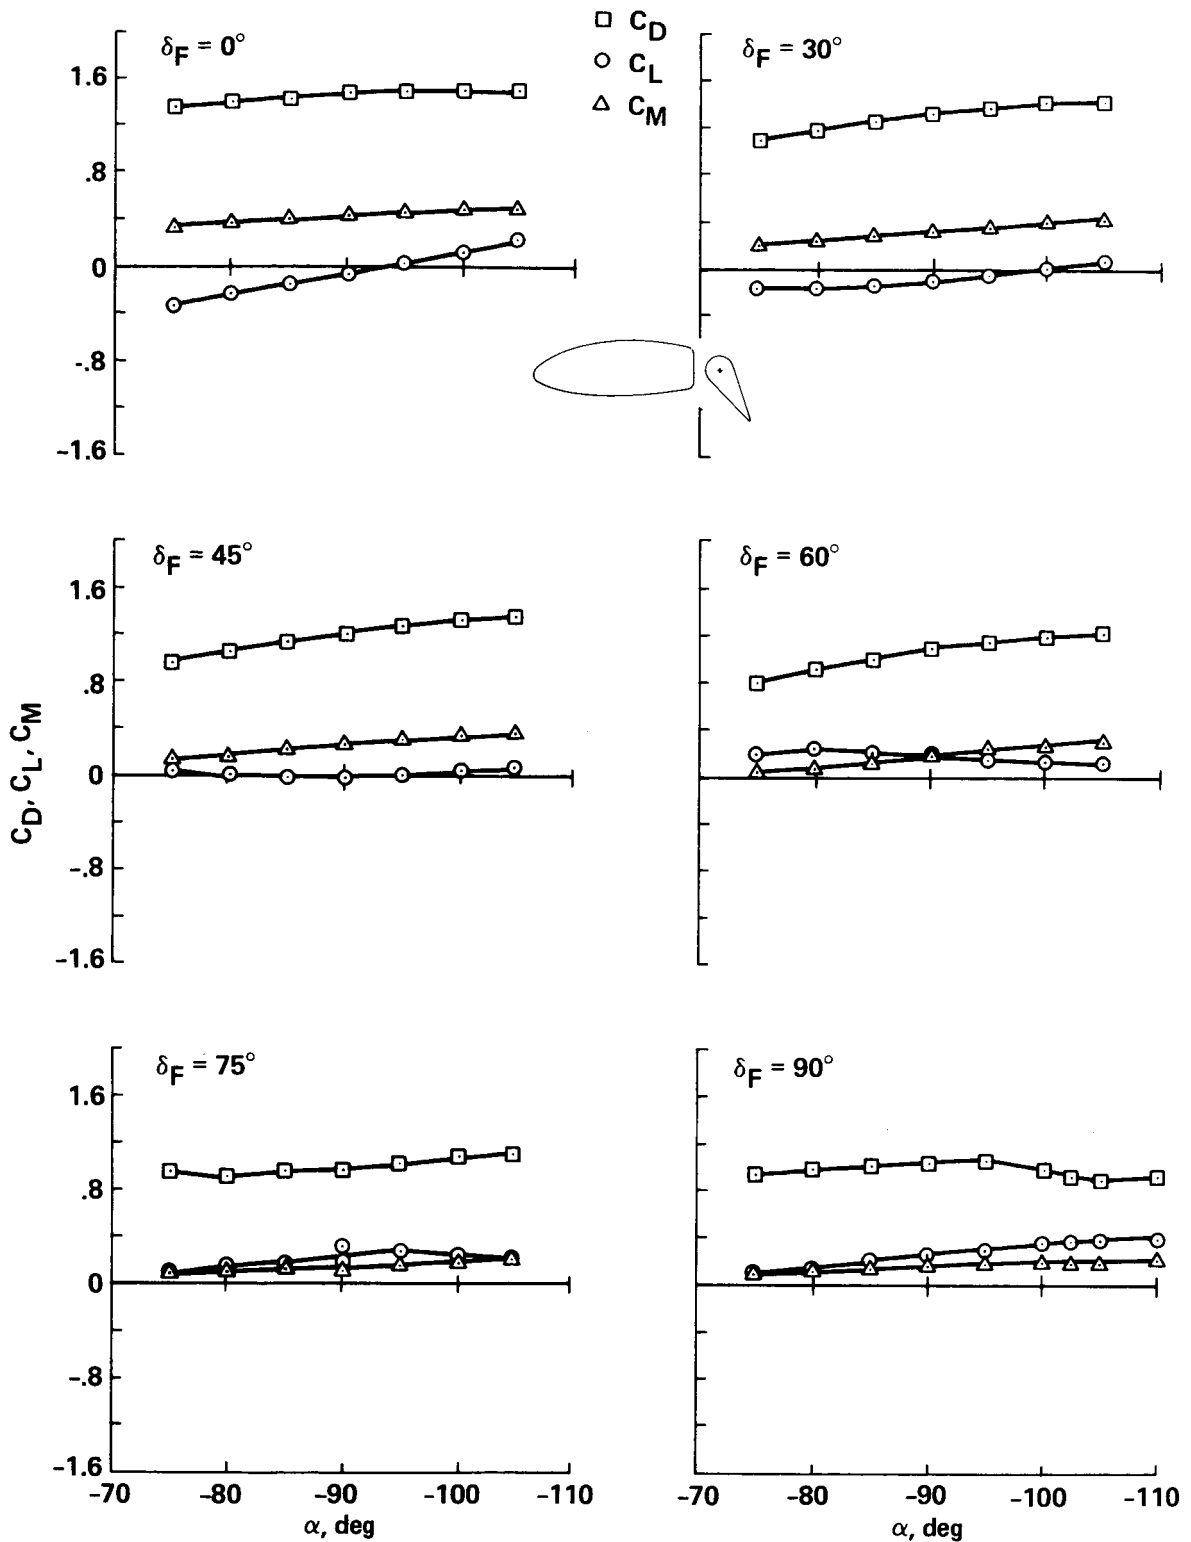 □ C_D
○ C_L
△ C_M
δ_F = 0°
1.6
.8
0
-.8
-1.6
δ_F = 30°
δ_F = 45°
1.6
.8
0
-.8
-1.6
δ_F = 60°
C_D, C_L, C_M
δ_F = 75°
1.6
.8
0
-.8
-1.6
-70 -80 -90 -100 -110
α, deg
δ_F = 90°
-70 -80 -90 -100 -110
α, deg